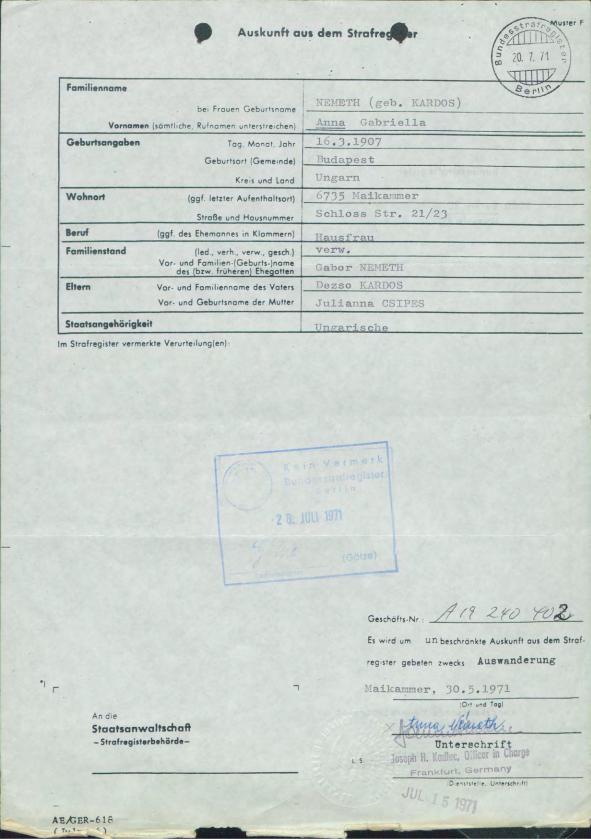 Muster F
Auskunft aus dem Strafregister
Bundesstrafregister
20. 7. 71
Berlin
Familienname
bei Frauen Geburtsname NEMETH (geb. KARDOS)
Vornamen (sämtliche, Rufnamen unterstreichen) Anna Gabriella
Geburtsangaben Tag, Monat, Jahr 16.3.1907
Geburtsort (Gemeinde) Budapest
Kreis und Land Ungarn
Wohnort (ggf. letzter Aufenthaltsort) 6735 Maikammer
Straße und Hausnummer Schloss Str. 21/23
Beruf (ggf. des Ehemannes in Klammern) Hausfrau
Familienstand (led., verh., verw., gesch.) verw.
Vor- und Familien-(Geburts-)name
des (bzw. früheren) Ehegatten Gabor NEMETH
Eltern Vor- und Familienname des Vaters Dezso KARDOS
Vor- und Geburtsname der Mutter Julianna CSIPES
Staatsangehörigkeit Ungarische
Im Strafregister vermerkte Verurteilung(en):
Kein Vermerk
Bundesstrafregister
Berlin
2 0. JULI 1971
(Götze)
Geschäfts-Nr.: A 19 240 402
Es wird um unbeschränkte Auskunft aus dem Straf-
register gebeten zwecks Auswanderung
Maikammer, 30.5.1971
(Ort und Tag)
Anna Németh
Unterschrift
Joseph H. Kadlec, Officer in Charge
Frankfurt, Germany
L. S. (Dienststelle, Unterschrift)
JUL 15 1971
An die
Staatsanwaltschaft
– Strafregisterbehörde –
AE/GER-618